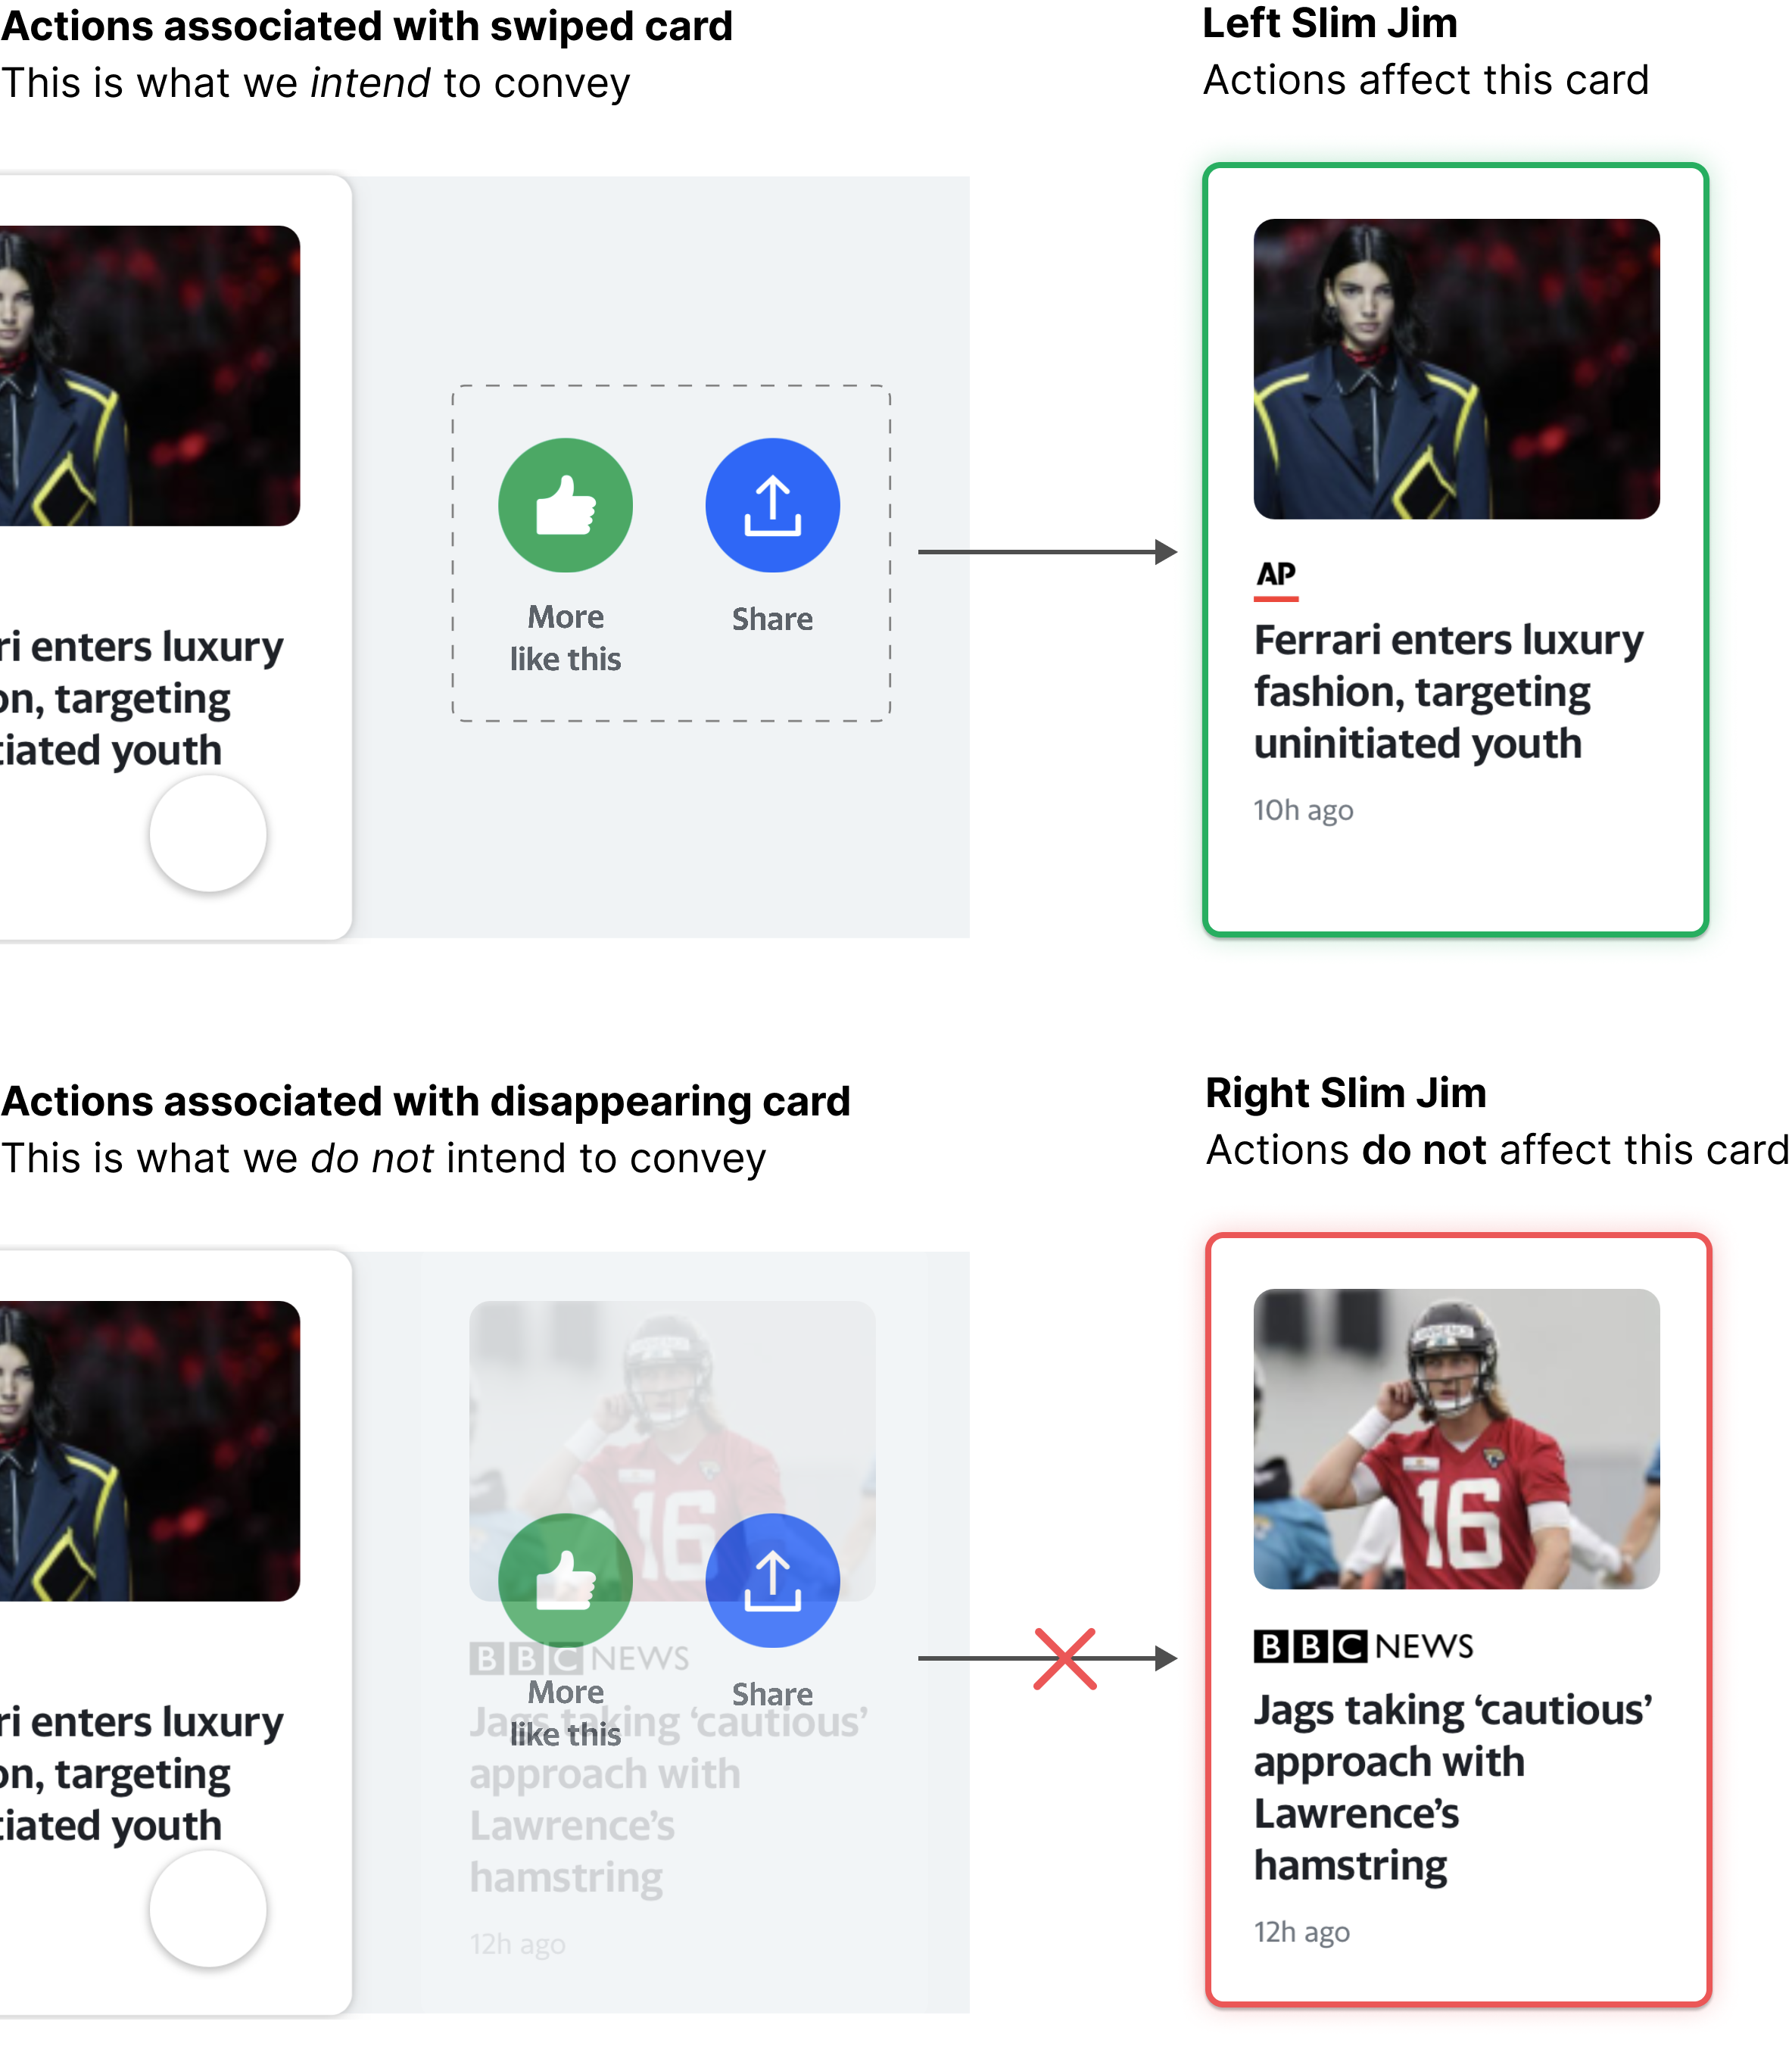 Actions associated with swiped card
This is what we intend to convey
Left Slim Jim
Actions affect this card
ri enters luxury
on, targeting
tiated youth
More
like this
Share
AP
Ferrari enters luxury
fashion, targeting
uninitiated youth
10h ago
Actions associated with disappearing card
This is what we do not intend to convey
Right Slim Jim
Actions do not affect this card
ri enters luxury
on, targeting
tiated youth
16
BBC NEWS
More
like this
Share
Jags taking ‘cautious’
approach with
Lawrence’s
hamstring
12h ago
16
BBC NEWS
Jags taking ‘cautious’
approach with
Lawrence’s
hamstring
12h ago